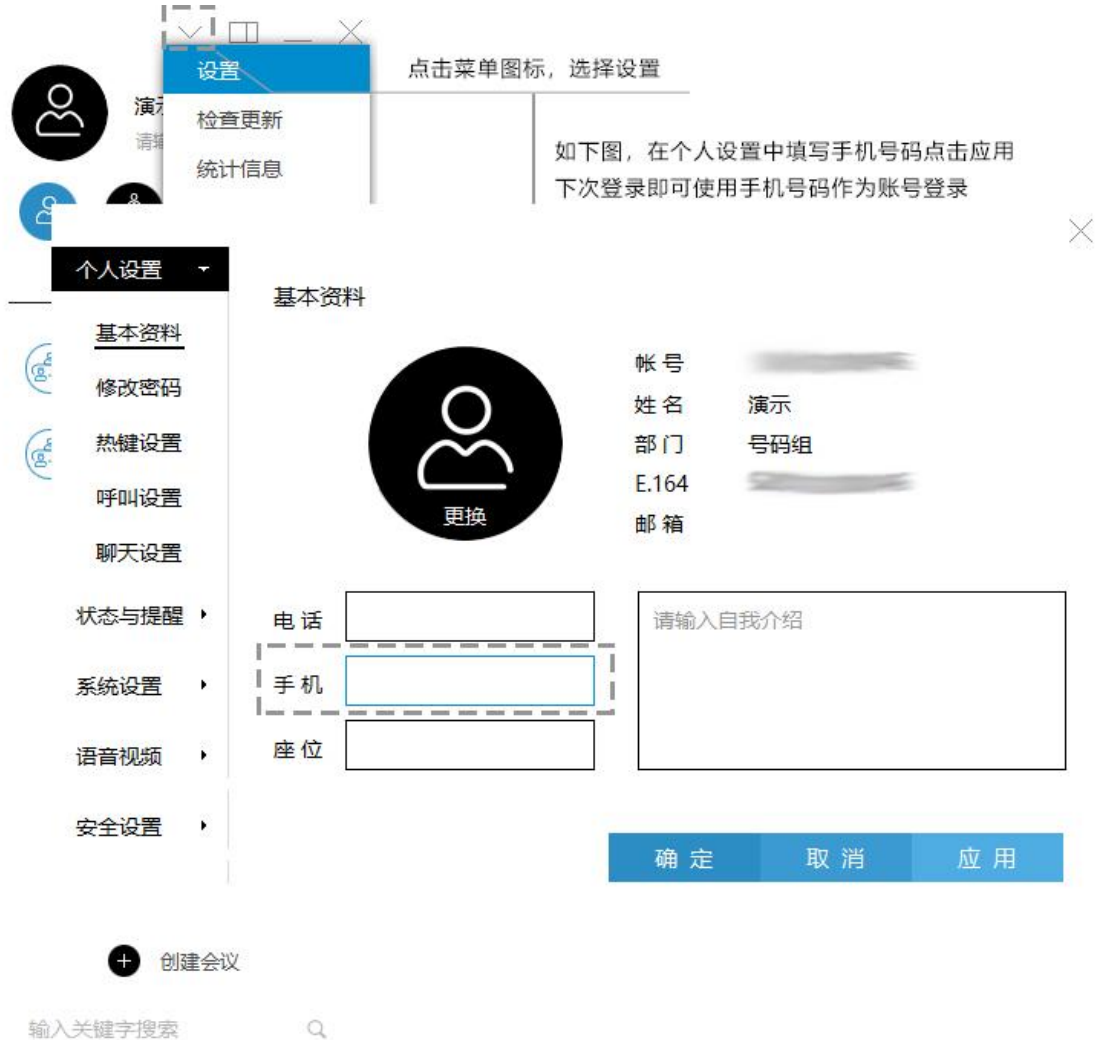 设置
点击菜单图标，选择设置
演示
检查更新
统计信息
如下图，在个人设置中填写手机号码点击应用
下次登录即可使用手机号码作为账号登录
个人设置
基本资料
修改密码
热键设置
呼叫设置
聊天设置
状态与提醒
系统设置
语音视频
安全设置
基本资料
更换
帐号
姓名 演示
部门 号码组
E.164
邮箱
电话
手机
座位
请输入自我介绍
确定 取消 应用
创建会议
输入关键字搜索